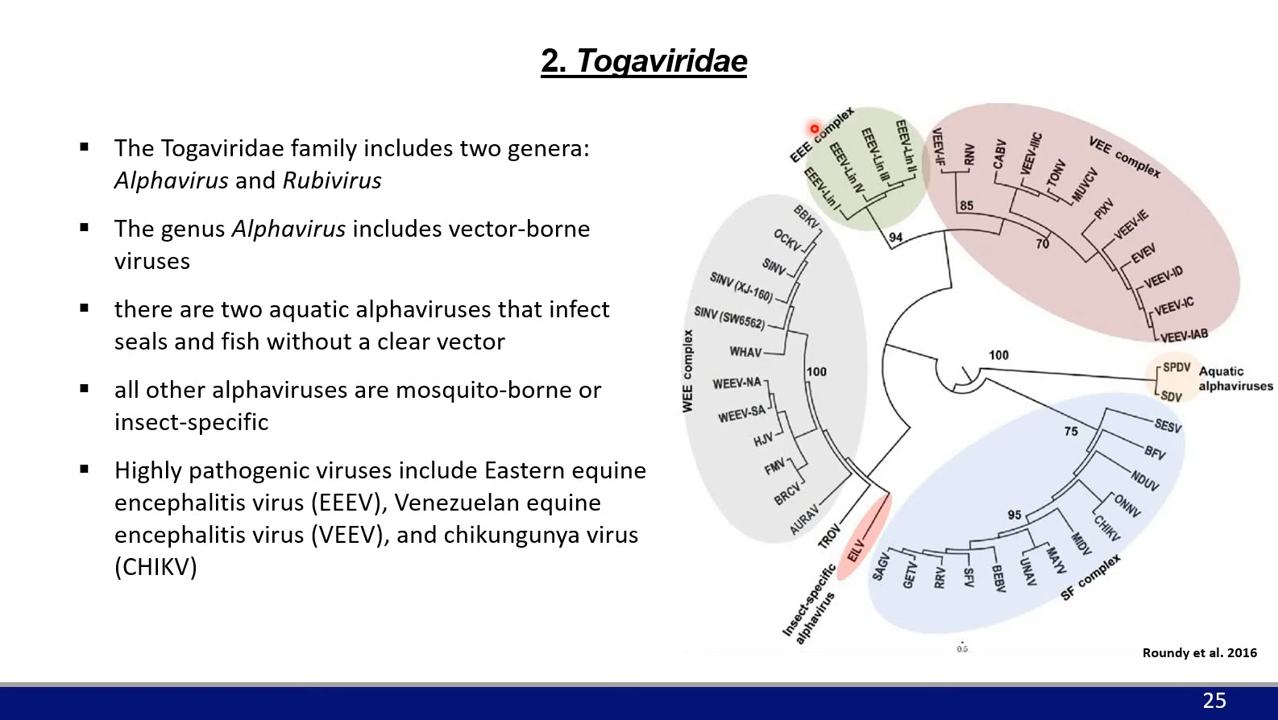 2. Togaviridae
▪ The Togaviridae family includes two genera:
Alphavirus and Rubivirus
▪ The genus Alphavirus includes vector-borne
viruses
▪ there are two aquatic alphaviruses that infect
seals and fish without a clear vector
▪ all other alphaviruses are mosquito-borne or
insect-specific
▪ Highly pathogenic viruses include Eastern equine
encephalitis virus (EEEV), Venezuelan equine
encephalitis virus (VEEV), and chikungunya virus
(CHIKV)
EEE complex
EEEV-Lin I
EEEV-Lin IV
EEEV-Lin III
EEEV-Lin II
94
VEE complex
VEEV-IF
RNV
CABV
VEEV-IIIC
TONV
MUVCV
PIXV
VEEV-IE
EVEV
VEEV-ID
VEEV-IC
VEEV-IAB
85
70
WEE complex
BBKV
OCKV
SINV
SINV (XJ-160)
SINV (SW6562)
WHAV
WEEV-NA
WEEV-SA
HJV
FMV
BRCV
AURAV
100
TROV
EILV
Insect-specific
alphavirus
100
SPDV
SDV
Aquatic
alphaviruses
75
SESV
BFV
NDUV
ONNV
CHIKV
MIDV
MAYV
UNAV
BEBV
SFV
RRV
GETV
SAGV
95
SF complex
0.5
Roundy et al. 2016
25